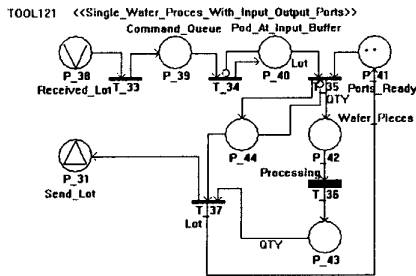 TOOL121 <<Single_Wafer_Proces_With_Input_Output_Ports>>
Command_Queue Pod_At_Input_Buffer
P_38 T_33 P_39 T_34 P_40 Lot T_35 P_41
Received_Lot QTY Ports_Ready
Wafer_Pieces
P_44 P_42
P_31 Processing
Send_Lot T_36
T_37
Lot
QTY P_43